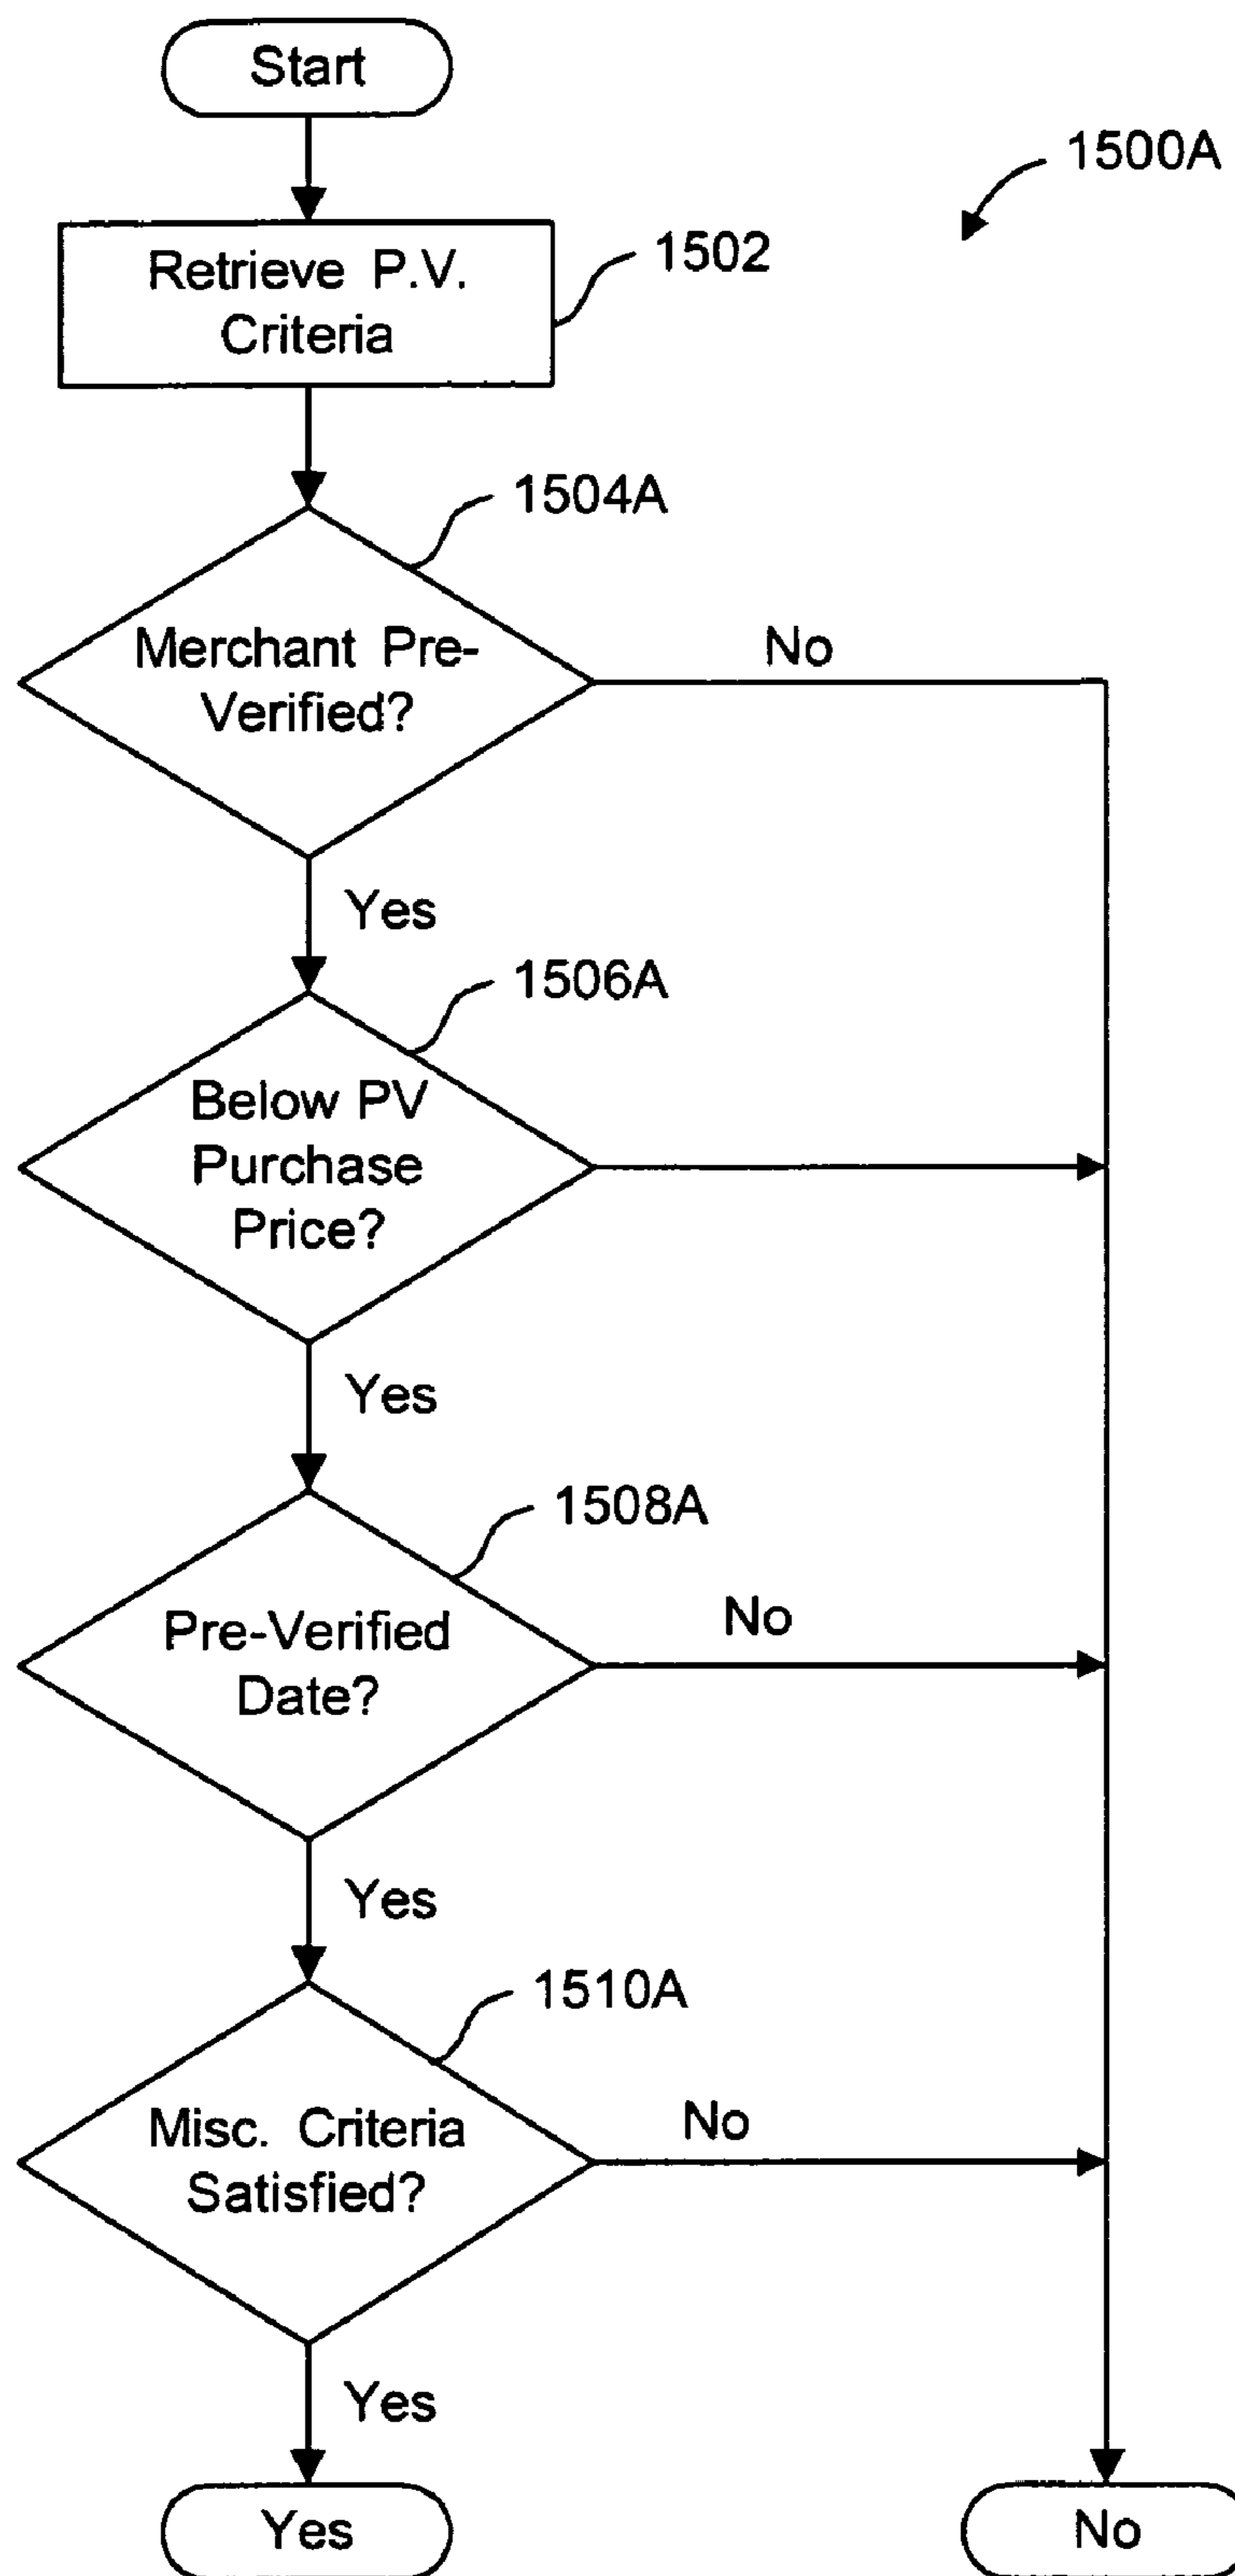 Start
1500A
Retrieve P.V.
Criteria
1502
1504A
Merchant Pre-
Verified?
No
Yes
1506A
Below PV
Purchase
Price?
Yes
1508A
Pre-Verified
Date?
No
Yes
1510A
Misc. Criteria
Satisfied?
No
Yes
Yes
No